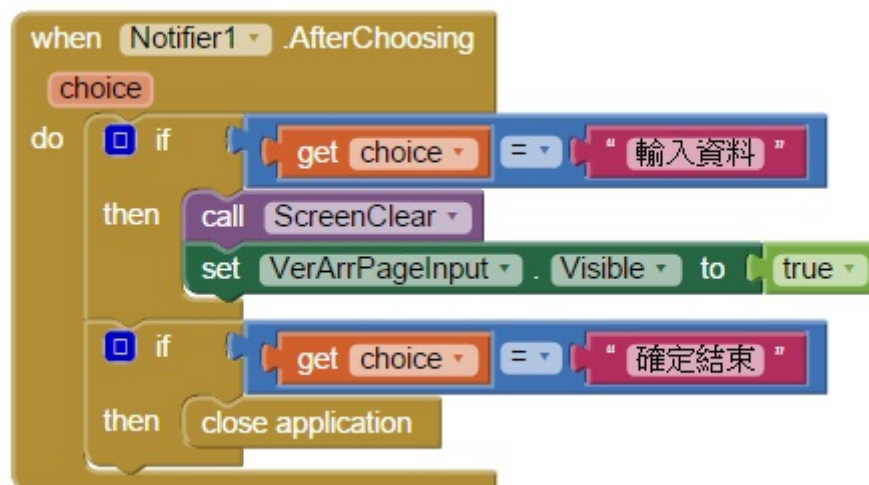 when Notifier1 .AfterChoosing
choice
do if get choice = " 輸入資料 "
then call ScreenClear
set VerArrPageInput . Visible to true
if get choice = " 確定結束 "
then close application